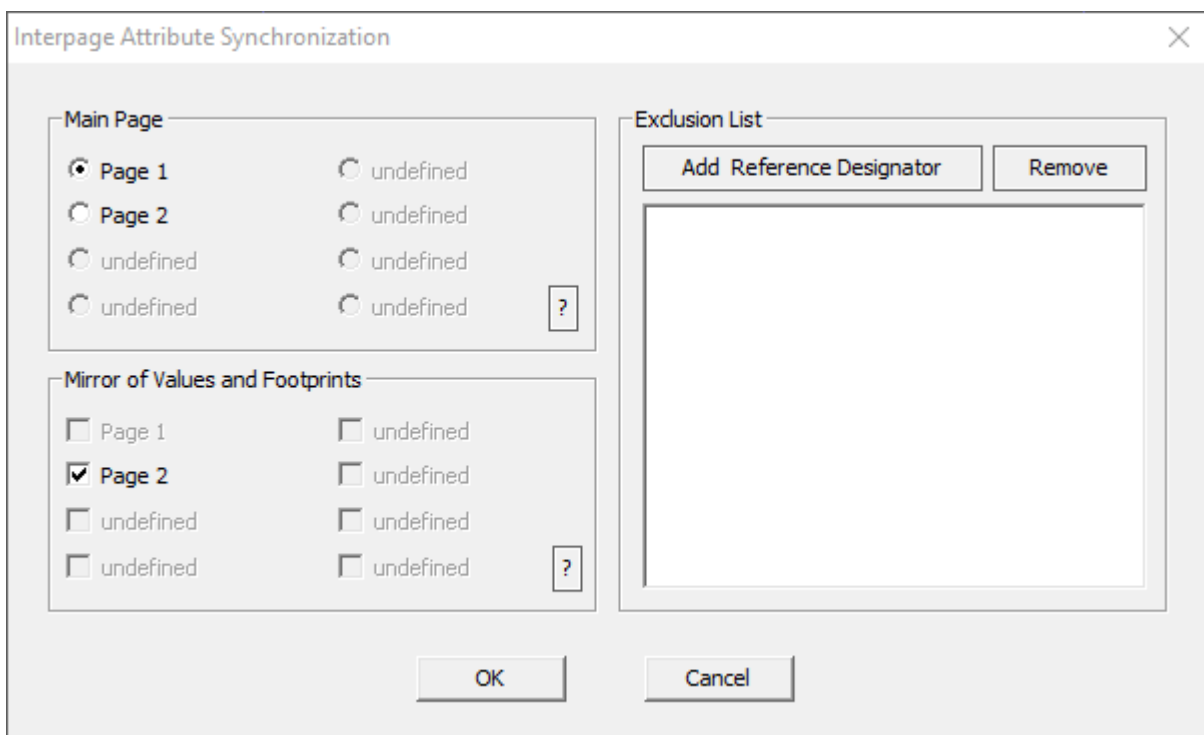 Interpage Attribute Synchronization
Main Page
Page 1
undefined
Page 2
undefined
undefined
undefined
undefined
undefined
?
Mirror of Values and Footprints
Page 1
undefined
Page 2
undefined
undefined
undefined
undefined
undefined
?
Exclusion List
Add Reference Designator
Remove
OK
Cancel